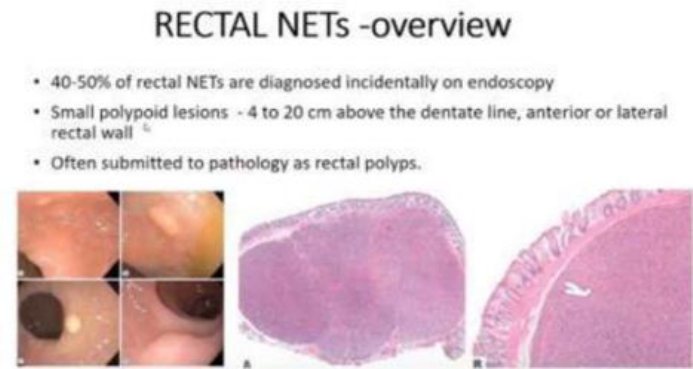 RECTAL NETs -overview
• 40-50% of rectal NETs are diagnosed incidentally on endoscopy
• Small polypoid lesions - 4 to 20 cm above the dentate line, anterior or lateral
rectal wall
• Often submitted to pathology as rectal polyps.
A
B